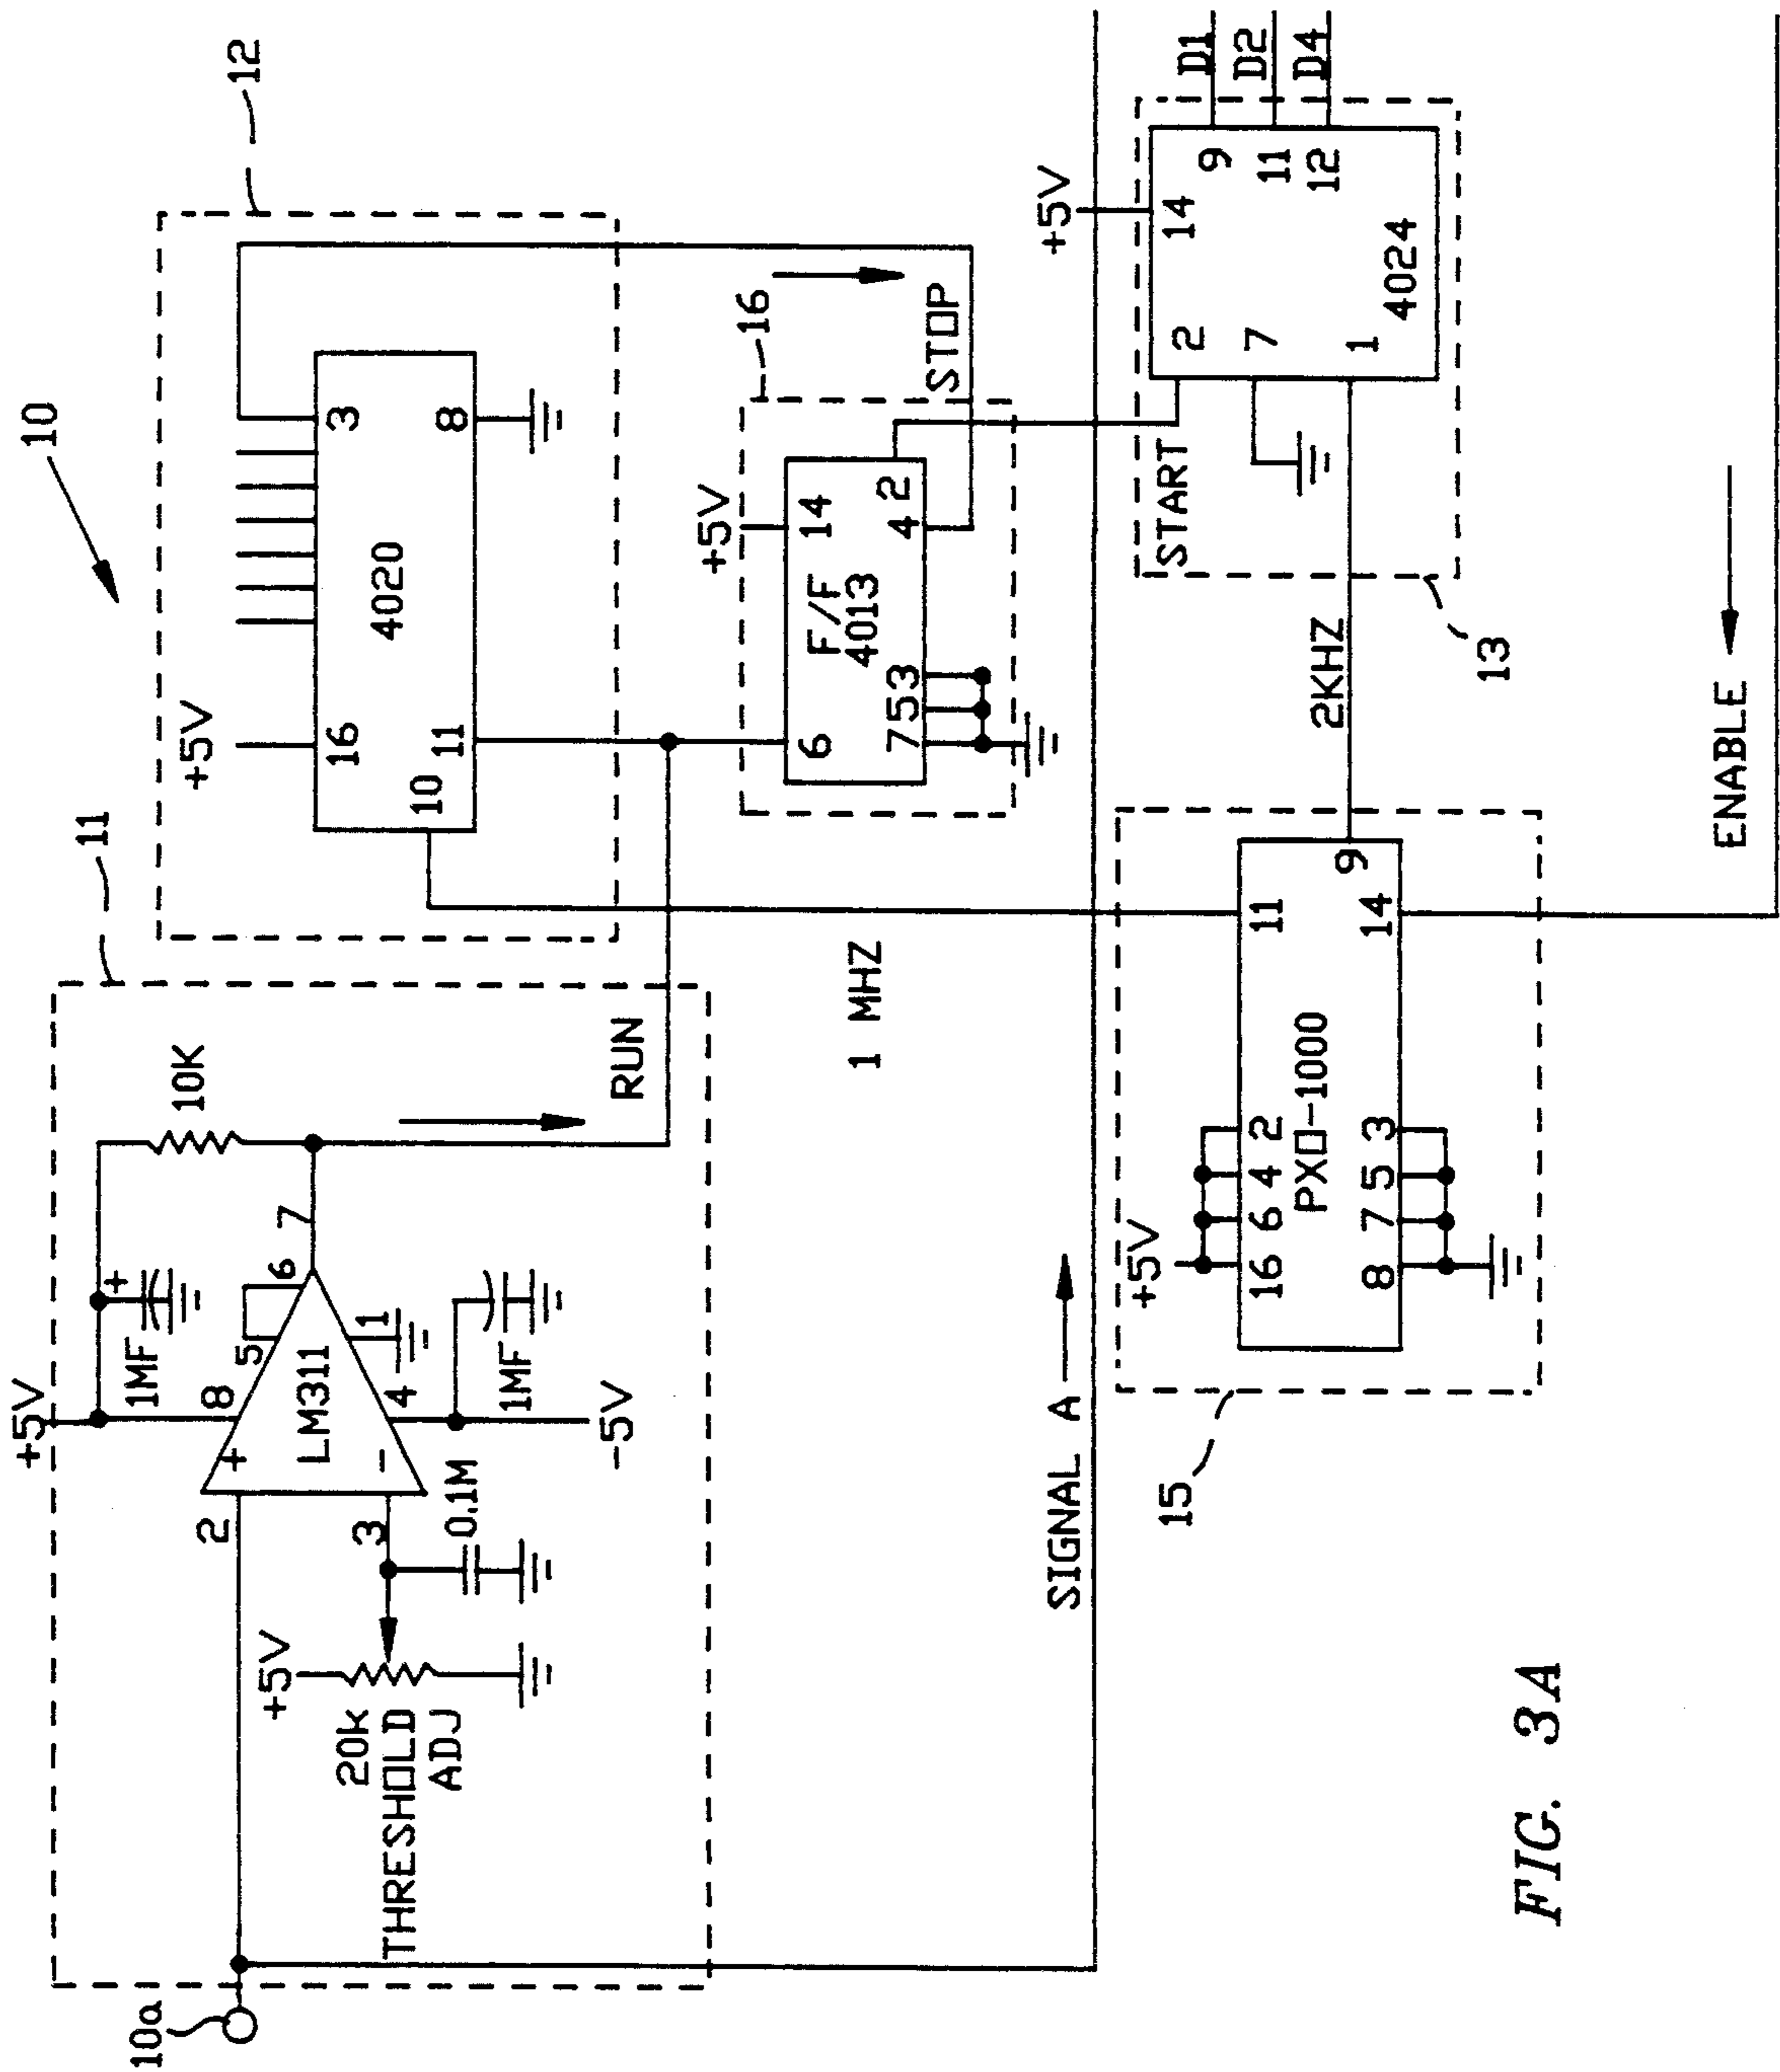 10
11
12
+5V
+5V
1MF
+
10K
16
3
4020
10
11
8
8
5
6
7
2
+
LM311
-
3
4
1
+5V
20K
THRESHOLD
ADJ
0.1M
1MF
-5V
RUN
10a
16
+5V
6
14
F/F
4013
2
7
5
3
4
STOP
1 MHZ
SIGNAL A
+5V
START
2
14
9
D1
7
11
D2
1
12
D4
4024
13
2KHZ
15
+5V
16
6
4
2
11
PXO-1000
9
8
7
5
3
14
ENABLE
FIG. 3A